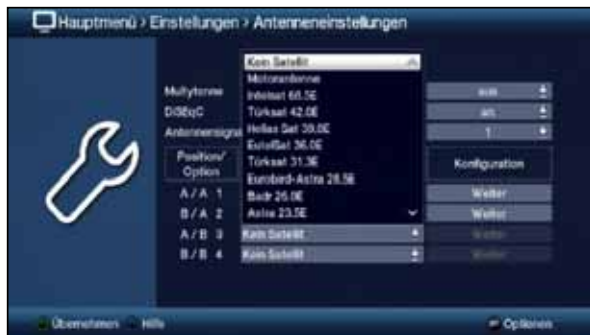 Hauptmenü > Einstellungen > Antenneneinstellungen
Kein Satellit
Motorantenne
Multytenne
aus
Intelsat 68.5E
DiSEqC
Türksat 42.0E
an
Antennensigna
Hellas Sat 39.0E
1
EutelSat 36.0E
Position/
Option
Türksat 31.3E
Konfiguration
Eurobird-Astra 28.5E
A / A 1
Badr 26.0E
Weiter
B / A 2
Astra 23.5E
Weiter
A / B 3
Kein Satellit
Weiter
B / B 4
Kein Satellit
Weiter
Übernehmen
Hilfe
Optionen